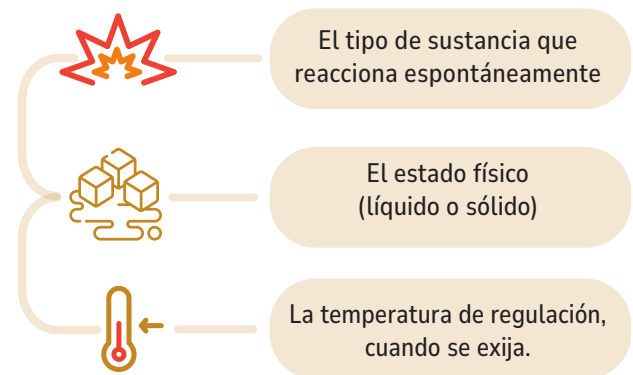 El tipo de sustancia que
reacciona espontáneamente
El estado físico
(líquido o sólido)
La temperatura de regulación,
cuando se exija.